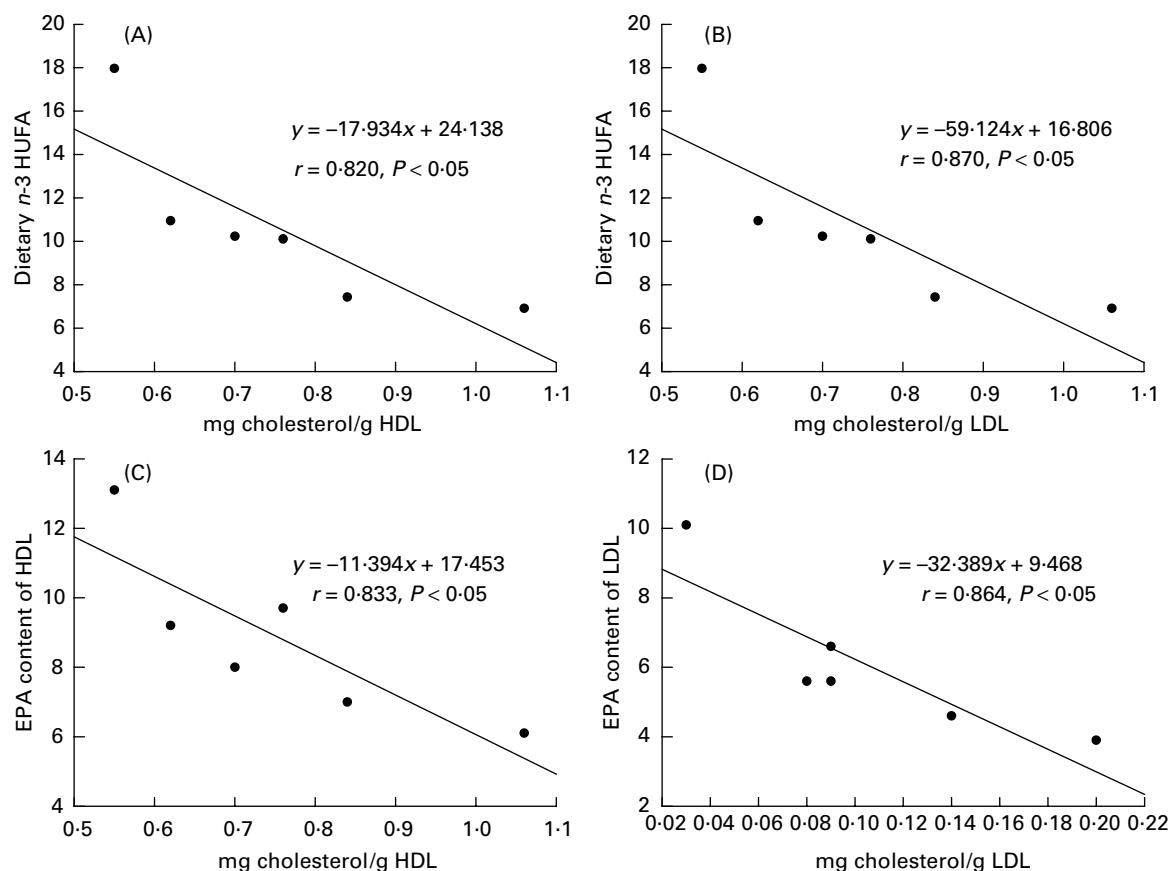 (A)
20
18
16
14
12
10
8
6
4
Dietary n-3 HUFA
y = –17·934x + 24·138
r = 0·820, P < 0·05
0·5 0·6 0·7 0·8 0·9 1·0 1·1
mg cholesterol/g HDL
(B)
20
18
16
14
12
10
8
6
4
Dietary n-3 HUFA
y = –59·124x + 16·806
r = 0·870, P < 0·05
0·5 0·6 0·7 0·8 0·9 1·0 1·1
mg cholesterol/g LDL
(C)
14
12
10
8
6
4
EPA content of HDL
y = –11·394x + 17·453
r = 0·833, P < 0·05
0·5 0·6 0·7 0·8 0·9 1·0 1·1
mg cholesterol/g HDL
(D)
12
10
8
6
4
2
EPA content of LDL
y = –32·389x + 9·468
r = 0·864, P < 0·05
0·02 0·04 0·06 0·08 0·10 0·12 0·14 0·16 0·18 0·20 0·22
mg cholesterol/g LDL